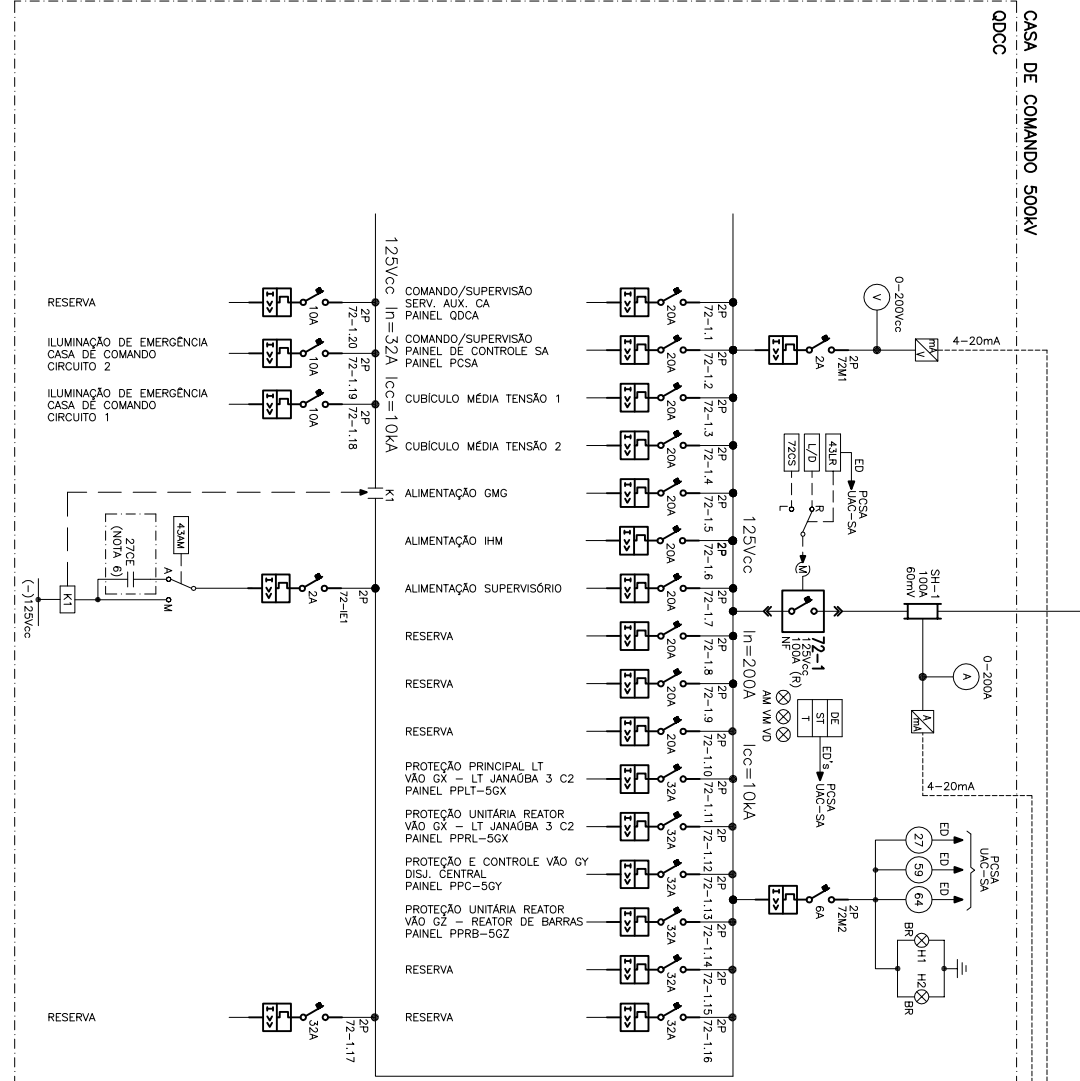 CASA DE COMANDO 500kV
QDCC
RESERVA
10A
2P
72-1.20
ILUMINAÇÃO DE EMERGÊNCIA
CASA DE COMANDO
CIRCUITO 2
10A
2P
72-1.19
ILUMINAÇÃO DE EMERGÊNCIA
CASA DE COMANDO
CIRCUITO 1
10A
2P
72-1.18
125Vcc In=32A Icc=10kA
K1
43AM
27CE
(NOTA 6)
A
M
K1
(-)125Vcc
2A
2P
72-IE1
RESERVA
32A
2P
72-1.17
COMANDO/SUPERVISÃO
SERV. AUX. CA
PAINEL QDCA
20A
2P
72-1.1
COMANDO/SUPERVISÃO
PAINEL DE CONTROLE SA
PAINEL PCSA
20A
2P
72-1.2
CUBÍCULO MÉDIA TENSÃO 1
20A
2P
72-1.3
CUBÍCULO MÉDIA TENSÃO 2
20A
2P
72-1.4
ALIMENTAÇÃO GMG
20A
2P
72-1.5
ALIMENTAÇÃO IHM
20A
2P
72-1.6
ALIMENTAÇÃO SUPERVISÓRIO
20A
2P
72-1.7
RESERVA
20A
2P
72-1.8
RESERVA
20A
2P
72-1.9
RESERVA
20A
2P
72-1.10
PROTEÇÃO PRINCIPAL LT
VÃO GX - LT JANAÚBA 3 C2
PAINEL PPLT-5GX
32A
2P
72-1.11
PROTEÇÃO UNITÁRIA REATOR
VÃO GX - LT JANAÚBA 3 C2
PAINEL PPRL-5GX
32A
2P
72-1.12
PROTEÇÃO E CONTROLE VÃO GY
DISJ. CENTRAL
PAINEL PPC-5GY
32A
2P
72-1.13
PROTEÇÃO UNITÁRIA REATOR
VÃO GZ - REATOR DE BARRAS
PAINEL PPRB-5GZ
32A
2P
72-1.14
RESERVA
32A
2P
72-1.15
RESERVA
32A
2P
72-1.16
125Vcc In=200A Icc=10kA
2A
2P
72M1
0-200Vcc
V
mA
V
4-20mA
72CS
L/D
43LR
ED
PCSA
UAC-SA
L
R
M
72-1
125Vcc
100A (R)
NF
SH-1
100A
60mV
0-200A
A
A
mA
4-20mA
AM VM VD
DE
ST
T
ED's
PCSA
UAC-SA
6A
2P
72M2
27
ED
59
ED
64
ED
PCSA
UAC-SA
BR
H1
H2
BR